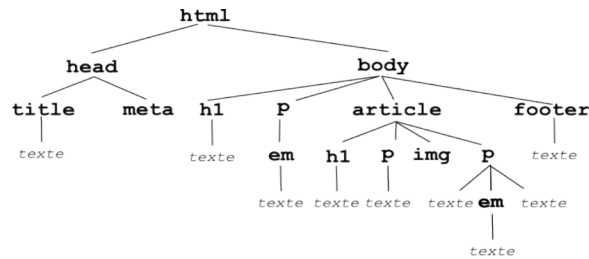 html
head body
title meta h1 p article footer
texte texte em h1 p img p texte
texte texte texte texte em texte
texte